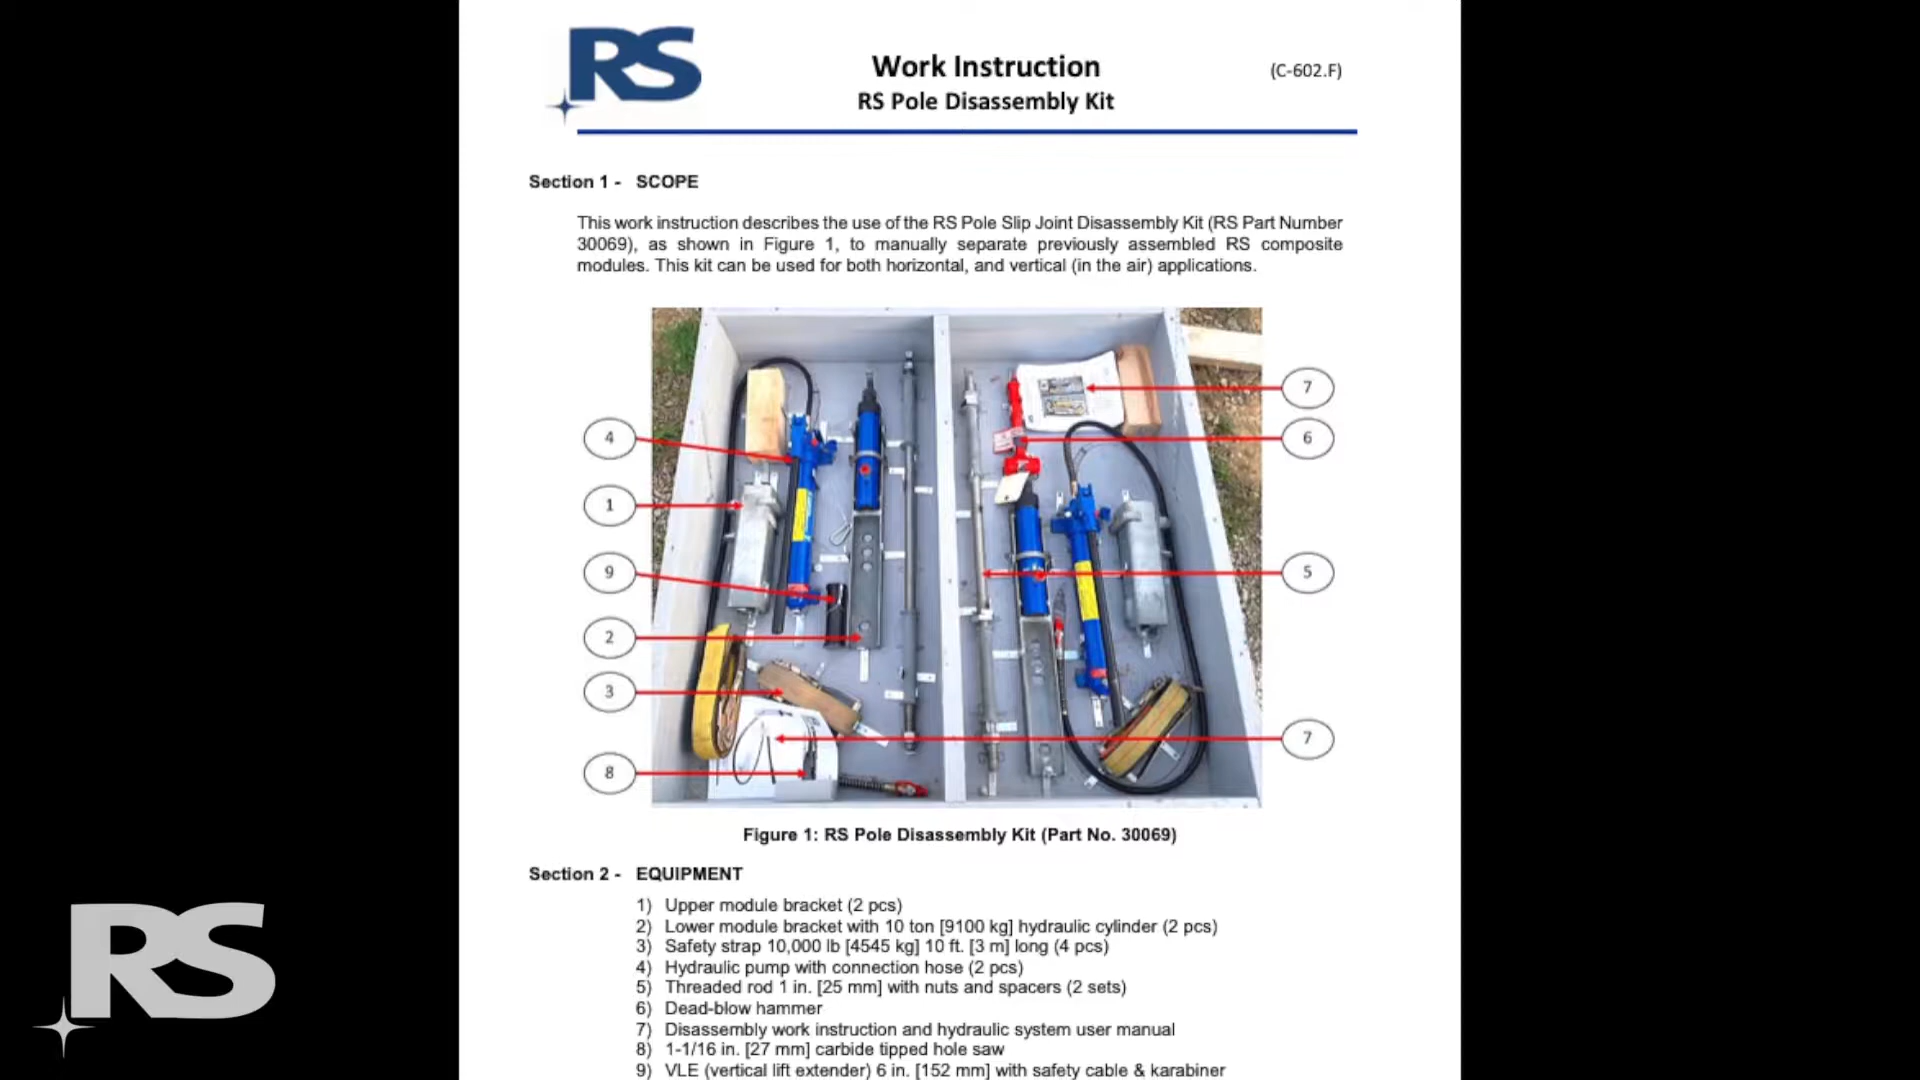 RS
Work Instruction
(C-602.F)
RS Pole Disassembly Kit
Section 1 - SCOPE
This work instruction describes the use of the RS Pole Slip Joint Disassembly Kit (RS Part Number
30069), as shown in Figure 1, to manually separate previously assembled RS composite
modules. This kit can be used for both horizontal, and vertical (in the air) applications.
7
4
6
1
9
5
2
3
7
8
Figure 1: RS Pole Disassembly Kit (Part No. 30069)
Section 2 - EQUIPMENT
1) Upper module bracket (2 pcs)
2) Lower module bracket with 10 ton [9100 kg] hydraulic cylinder (2 pcs)
3) Safety strap 10,000 lb [4545 kg] 10 ft. [3 m] long (4 pcs)
4) Hydraulic pump with connection hose (2 pcs)
5) Threaded rod 1 in. [25 mm] with nuts and spacers (2 sets)
6) Dead-blow hammer
7) Disassembly work instruction and hydraulic system user manual
8) 1-1/16 in. [27 mm] carbide tipped hole saw
9) VLE (vertical lift extender) 6 in. [152 mm] with safety cable & karabiner
RS